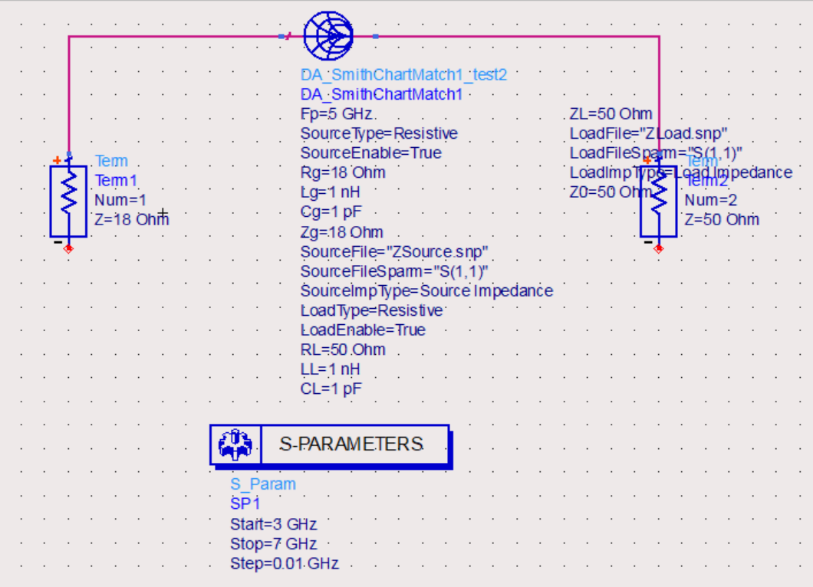 DA_SmithChartMatch1_test2
DA_SmithChartMatch1
Fp=5 GHz
SourceType=Resistive
SourceEnable=True
Rg=18 Ohm
Lg=1 nH
Cg=1 pF
Zg=18 Ohm
SourceFile="ZSource.snp"
SourceFileSparm="S(1,1)"
SourceImpType=Source Impedance
LoadType=Resistive
LoadEnable=True
RL=50 Ohm
LL=1 nH
CL=1 pF
ZL=50 Ohm
LoadFile="ZLoad.snp"
LoadFileSparm="S(1,1)"
LoadImpType=Load Impedance
Z0=50 Ohm
Term
Term1
Num=1
Z=18 Ohm
Term
Term2
Num=2
Z=50 Ohm
S-PARAMETERS
S_Param
SP1
Start=3 GHz
Stop=7 GHz
Step=0.01 GHz